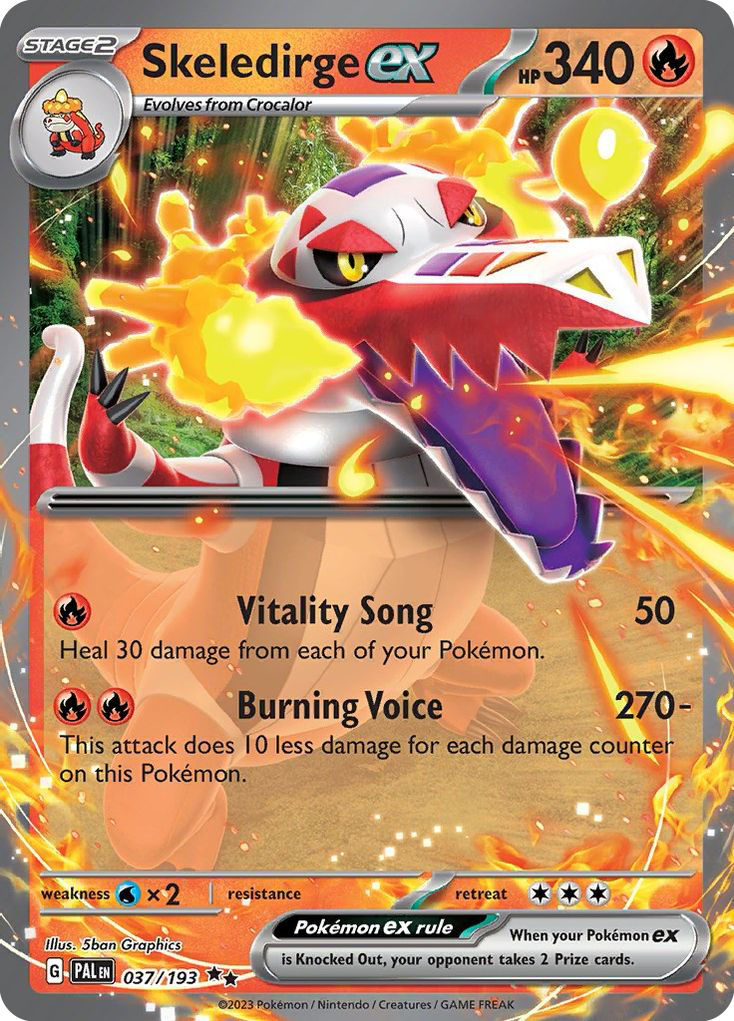 STAGE2
Skeledirge ex
HP 340
Evolves from Crocalor
Vitality Song 50
Heal 30 damage from each of your Pokémon.
Burning Voice 270-
This attack does 10 less damage for each damage counter
on this Pokémon.
weakness ×2 resistance retreat
Illus. 5ban Graphics
Pokémon ex rule When your Pokémon ex
is Knocked Out, your opponent takes 2 Prize cards.
G PAL EN 037/193
©2023 Pokémon / Nintendo / Creatures / GAME FREAK